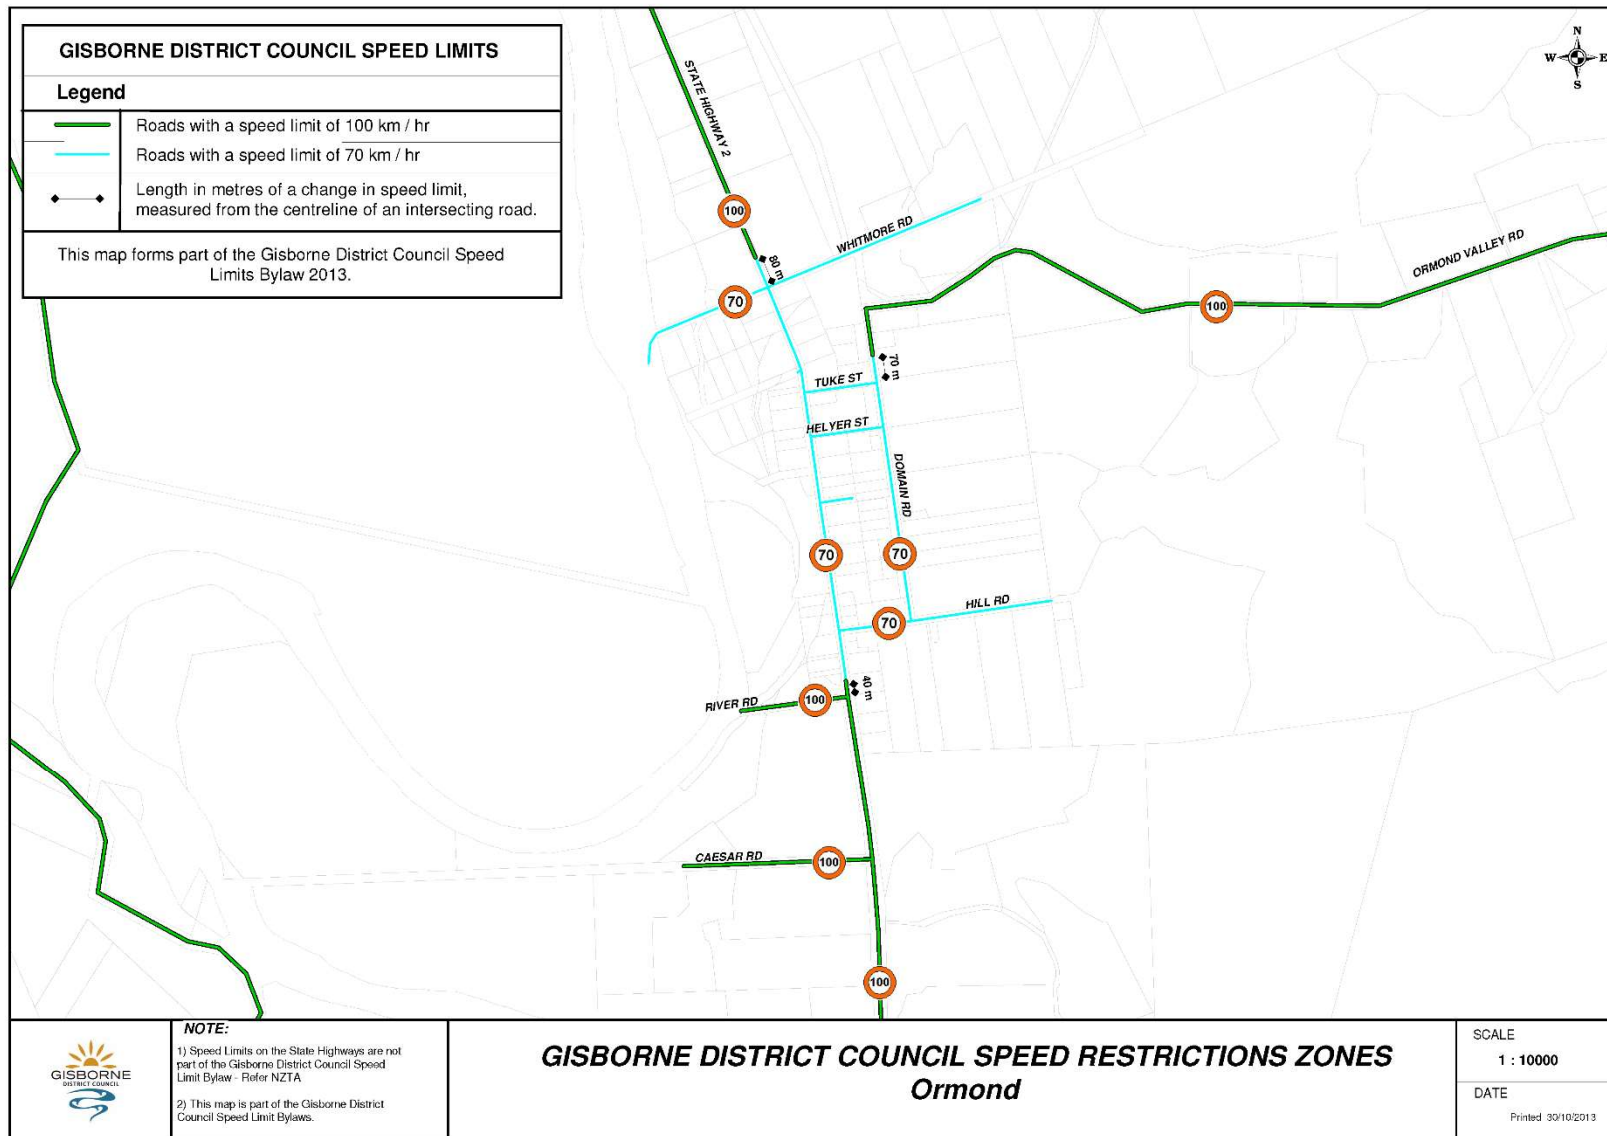 GISBORNE DISTRICT COUNCIL SPEED LIMITS
Legend
Roads with a speed limit of 100 km / hr
Roads with a speed limit of 70 km / hr
Length in metres of a change in speed limit,
measured from the centreline of an intersecting road.
This map forms part of the Gisborne District Council Speed
Limits Bylaw 2013.
N
W E
S
STATE HIGHWAY 2
100
WHITMORE RD
80 m
70
ORMOND VALLEY RD
100
70 m
TUKE ST
HELYER ST
DOMAIN RD
70
70
HILL RD
70
40 m
RIVER RD
100
CAESAR RD
100
100
GISBORNE
DISTRICT COUNCIL
NOTE:
1) Speed Limits on the State Highways are not
part of the Gisborne District Council Speed
Limit Bylaw - Refer NZTA
2) This map is part of the Gisborne District
Council Speed Limit Bylaws.
GISBORNE DISTRICT COUNCIL SPEED RESTRICTIONS ZONES
Ormond
SCALE
1 : 10000
DATE
Printed 30/10/2013